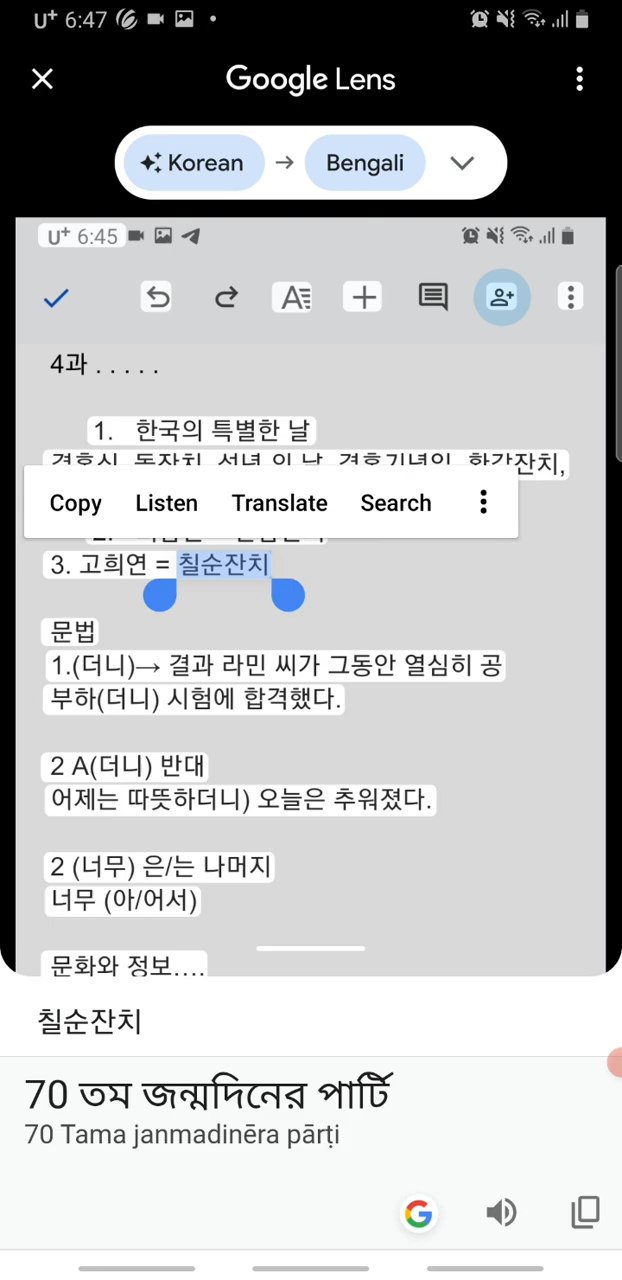 U+ 6:47
Google Lens
Korean → Bengali
U+ 6:45
4과 . . . . .
1. 한국의 특별한 날
잔치,
Copy Listen Translate Search
3. 고희연 = 칠순잔치
문법
1.(더니)→ 결과 라민 씨가 그동안 열심히 공
부하(더니) 시험에 합격했다.
2 A(더니) 반대
어제는 따뜻하더니) 오늘은 추워졌다.
2 (너무) 은/는 나머지
너무 (아/어서)
문화와 정보....
칠순잔치
70 তম জন্মদিনের পার্টি
70 Tama janmadinēra pārṭi